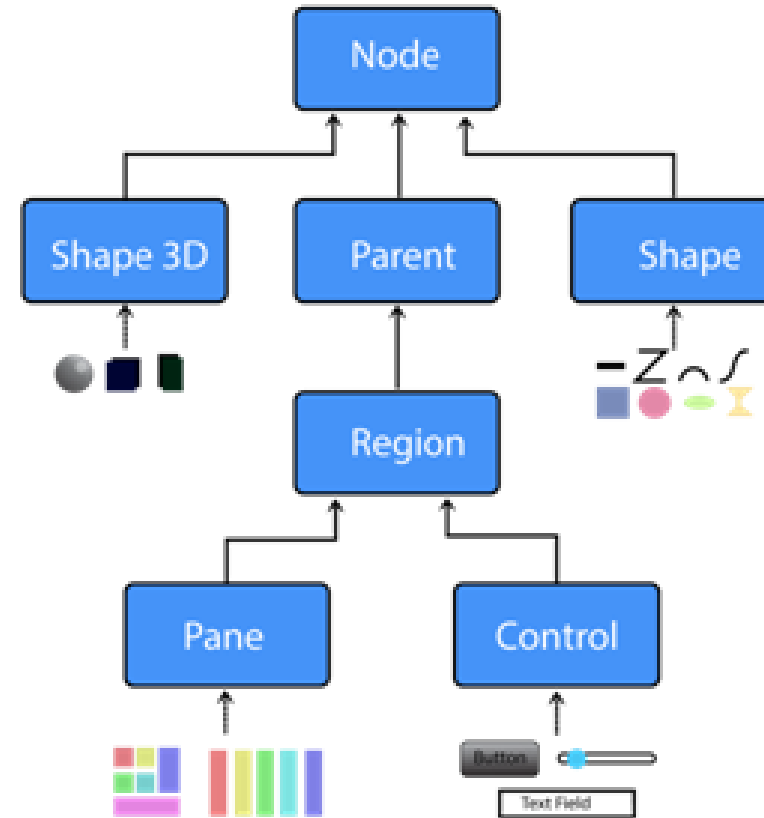 Node
Shape 3D
Parent
Shape
Region
Pane
Control
Button
Text Field